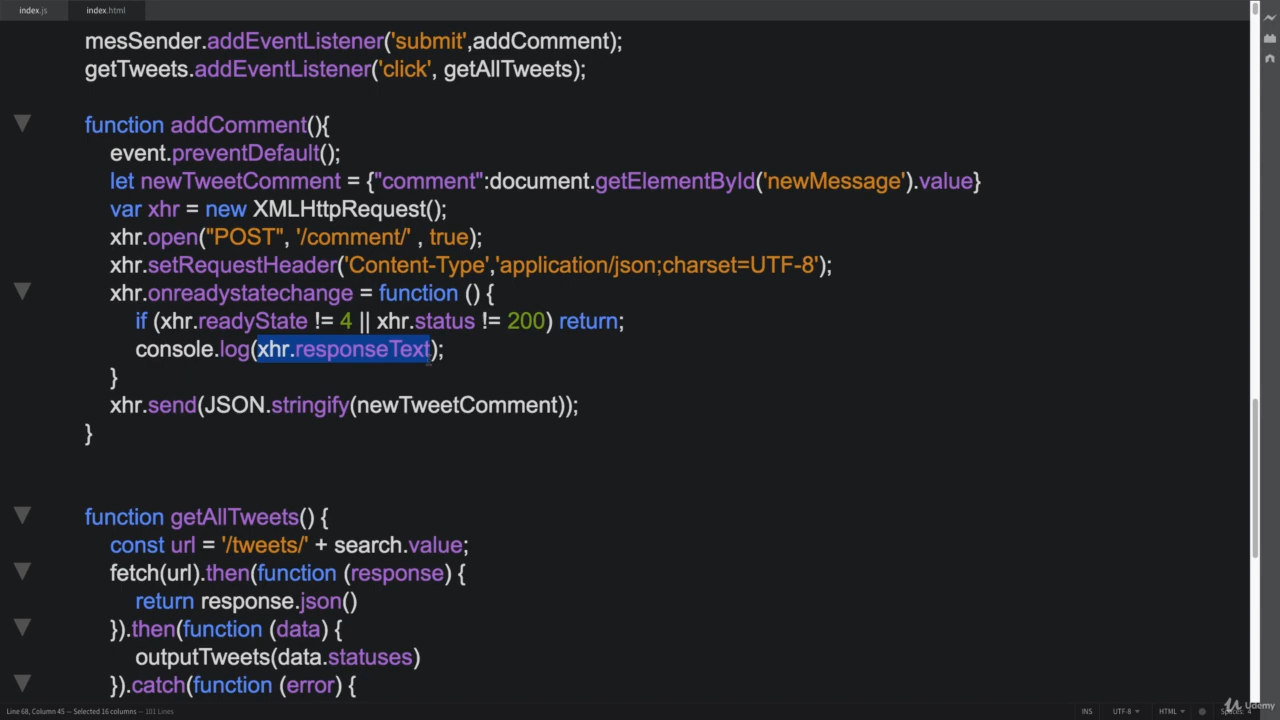 index.js
index.html
mesSender.addEventListener('submit',addComment);
getTweets.addEventListener('click', getAllTweets);
function addComment(){
event.preventDefault();
let newTweetComment = {"comment":document.getElementById('newMessage').value}
var xhr = new XMLHttpRequest();
xhr.open("POST", '/comment/' , true);
xhr.setRequestHeader('Content-Type','application/json;charset=UTF-8');
xhr.onreadystatechange = function () {
if (xhr.readyState != 4 || xhr.status != 200) return;
console.log(xhr.responseText);
}
xhr.send(JSON.stringify(newTweetComment));
}
function getAllTweets() {
const url = '/tweets/' + search.value;
fetch(url).then(function (response) {
return response.json()
}).then(function (data) {
outputTweets(data.statuses)
}).catch(function (error) {
Line 68, Column 45 — Selected 16 columns — 101 Lines
INS
UTF-8
HTML
Spaces: 4
Udemy